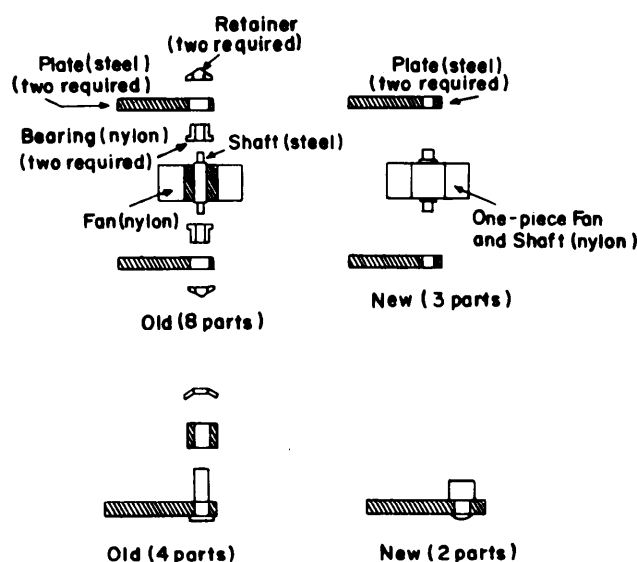 Retainer
(two required)
Plate (steel)
(two required)
Bearing (nylon)
(two required)
Shaft (steel)
Fan (nylon)
Old (8 parts)
Plate (steel)
(two required)
One-piece Fan
and Shaft (nylon)
New (3 parts)
Old (4 parts)
New (2 parts)